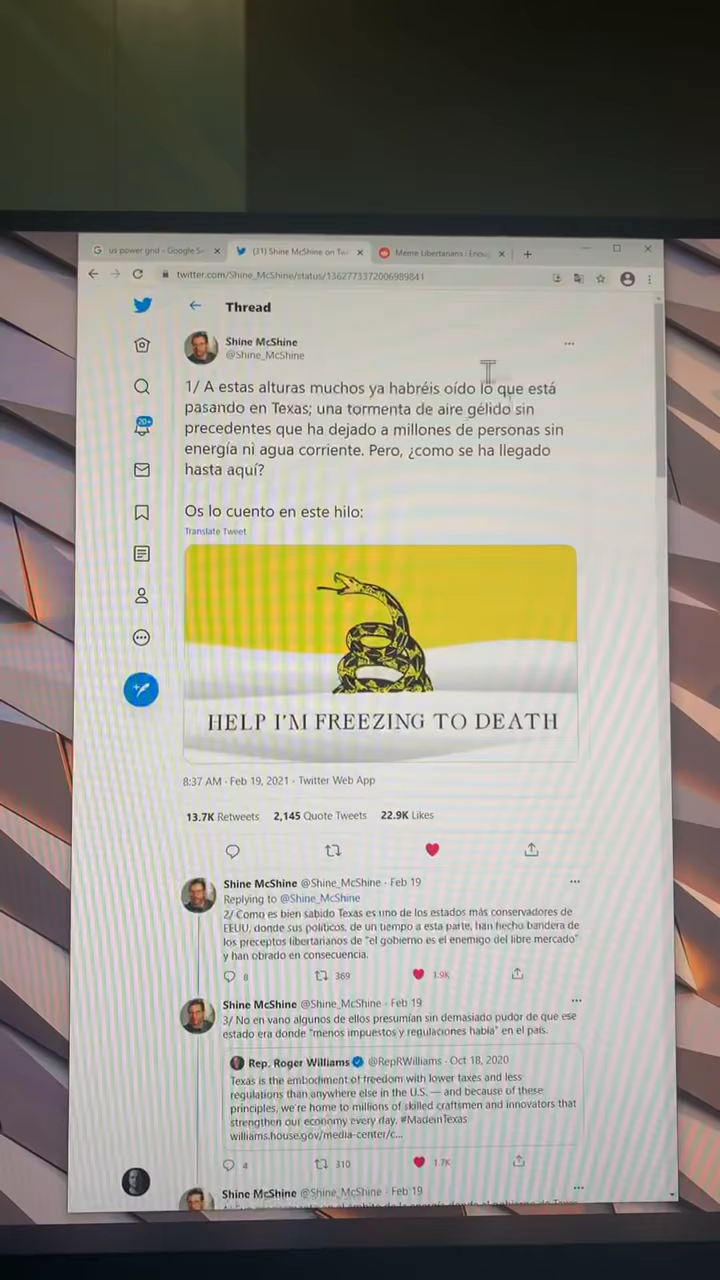 us power grid - Google Se
(31) Shine McShine on Tw
Meme Libertarians : Enou
twitter.com/Shine_McShine/status/1362773372006989841
Thread
Shine McShine
@Shine_McShine
1/ A estas alturas muchos ya habréis oído lo que está
pasando en Texas; una tormenta de aire gélido sin
precedentes que ha dejado a millones de personas sin
energía ni agua corriente. Pero, ¿como se ha llegado
hasta aquí?
Os lo cuento en este hilo:
Translate Tweet
20+
HELP I'M FREEZING TO DEATH
8:37 AM · Feb 19, 2021 · Twitter Web App
13.7K Retweets 2,145 Quote Tweets 22.9K Likes
Shine McShine @Shine_McShine · Feb 19
Replying to @Shine_McShine
2/ Como es bien sabido Texas es uno de los estados más conservadores de
EEUU, donde sus políticos, de un tiempo a esta parte, han hecho bandera de
los preceptos libertarianos de "el gobierno es el enemigo del libre mercado"
y han obrado en consecuencia.
8 369 1.9K
Shine McShine @Shine_McShine · Feb 19
3/ No en vano algunos de ellos presumían sin demasiado pudor de que ese
estado era donde "menos impuestos y regulaciones había" en el país.
Rep. Roger Williams @RepRWilliams · Oct 18, 2020
Texas is the embodiment of freedom with lower taxes and less
regulations than anywhere else in the U.S. — and because of these
principles, we're home to millions of skilled craftsmen and innovators that
strengthen our economy every day. #MadeinTexas
williams.house.gov/media-center/c...
4 310 1.7K
Shine McShine @Shine_McShine · Feb 19